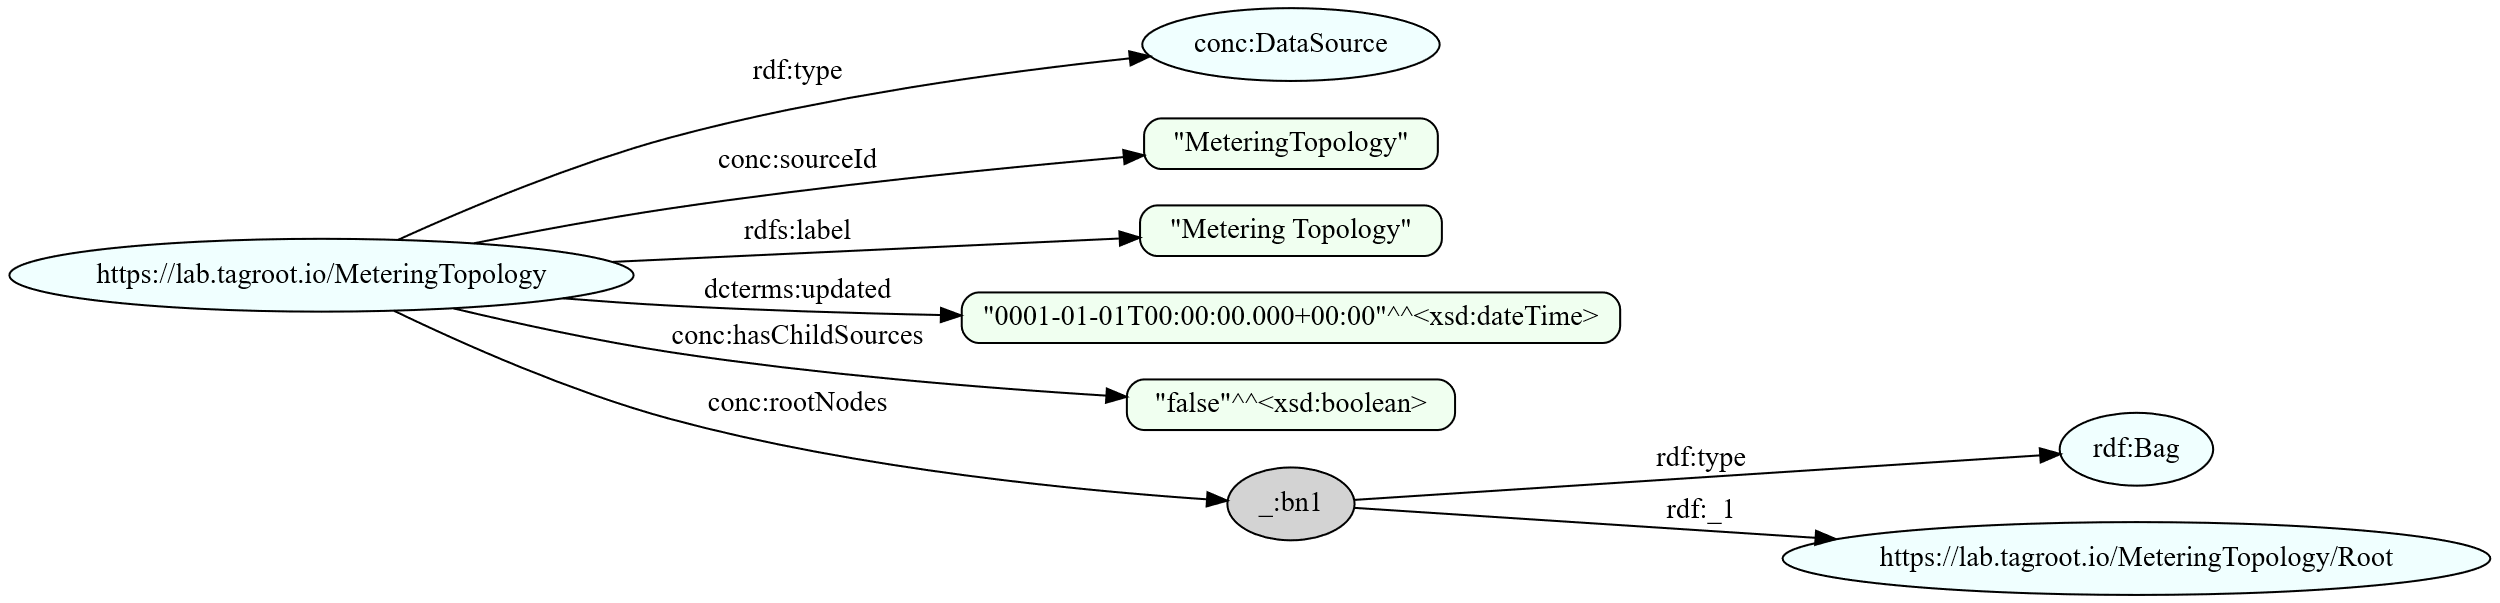 rdf:type
conc:DataSource
conc:sourceId
"MeteringTopology"
rdfs:label
"Metering Topology"
https://lab.tagroot.io/MeteringTopology
dcterms:updated
"0001-01-01T00:00:00.000+00:00"^^<xsd:dateTime>
conc:hasChildSources
"false"^^<xsd:boolean>
conc:rootNodes
_:bn1
rdf:type
rdf:Bag
rdf:_1
https://lab.tagroot.io/MeteringTopology/Root